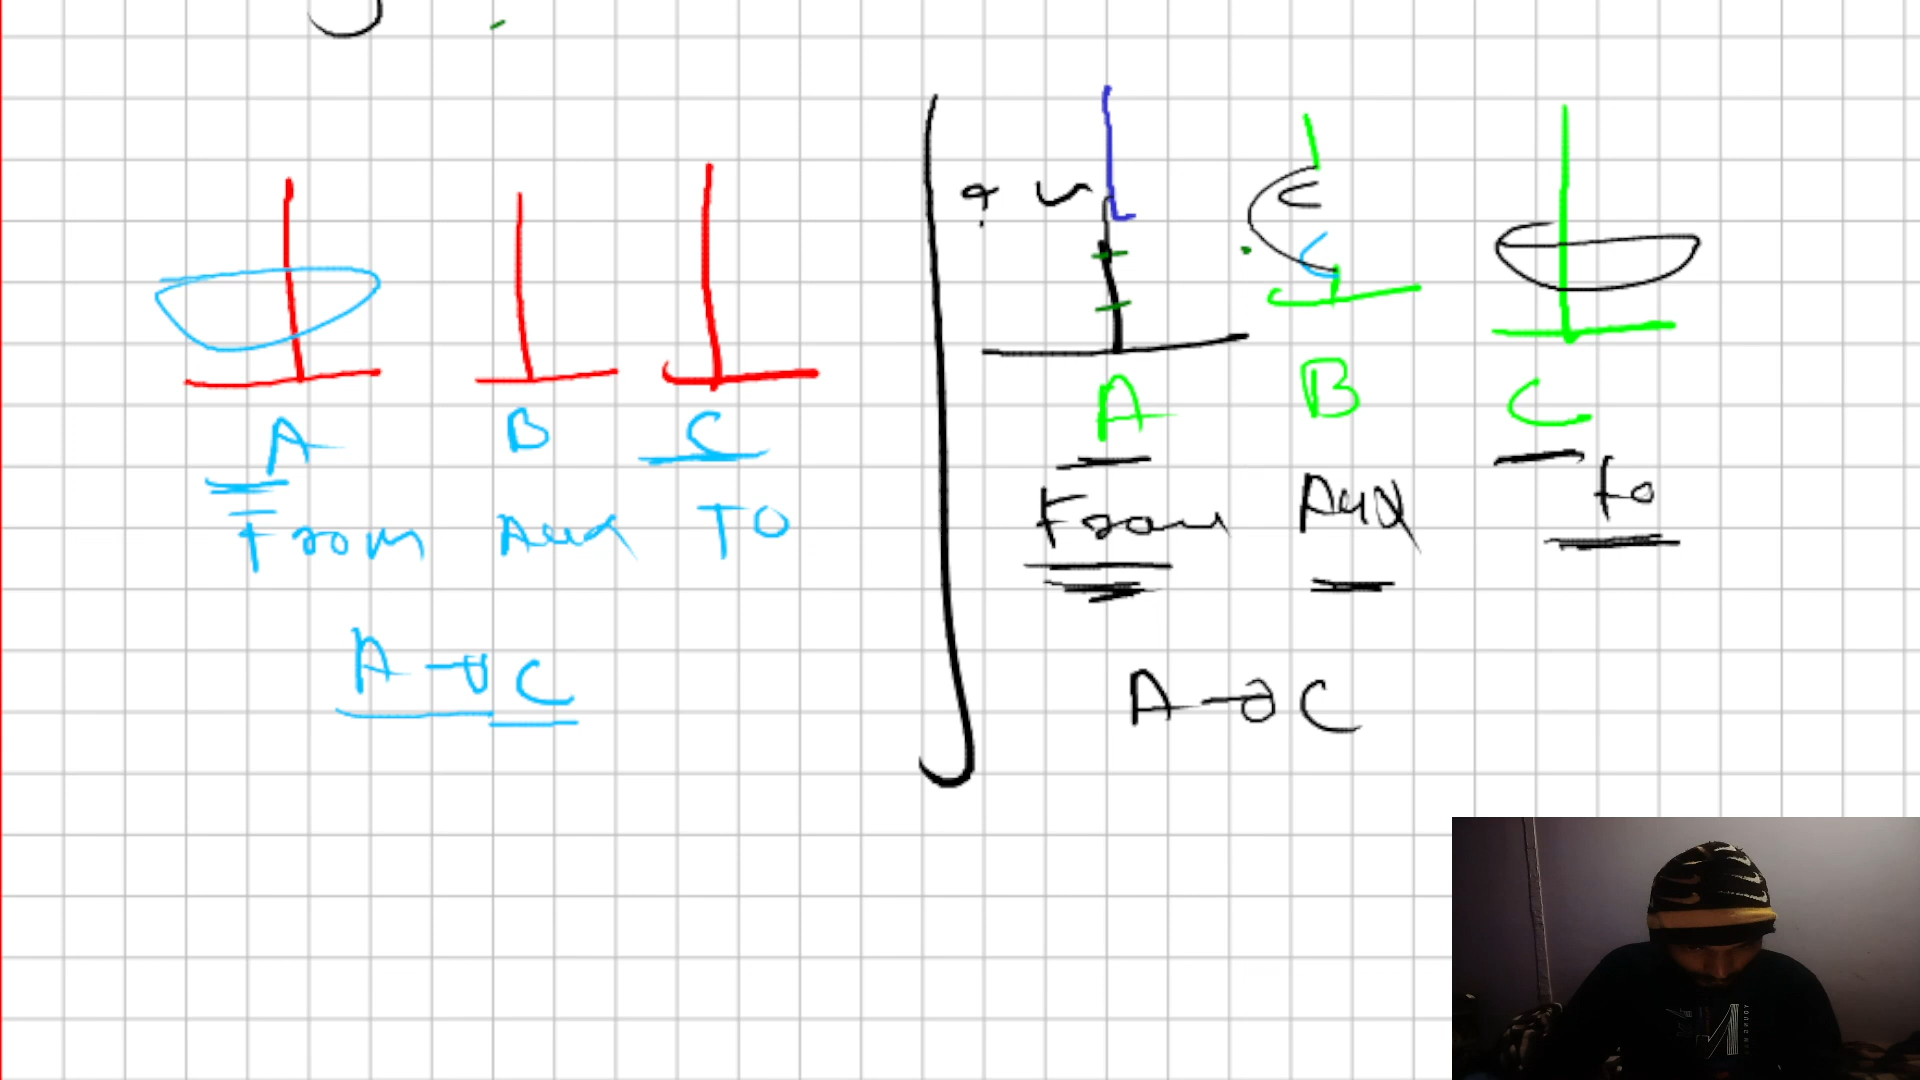 A B C
From Aux TO
A → C
A B C
From Aux to
A → C